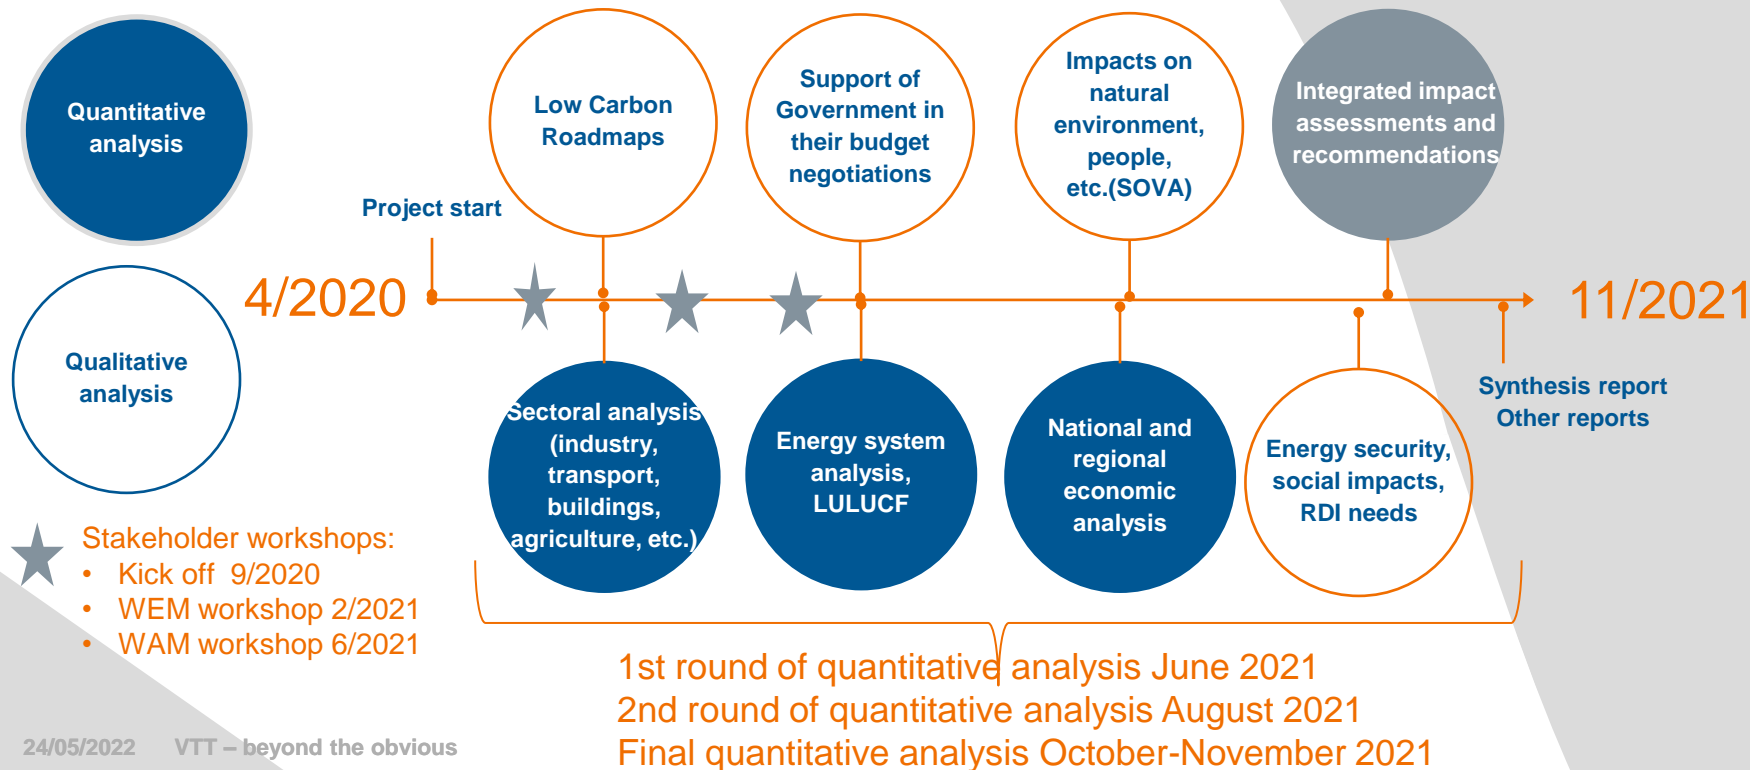 Quantitative
analysis
Low Carbon
Roadmaps
Support of
Government in
their budget
negotiations
Impacts on
natural
environment,
people,
etc.(SOVA)
Integrated impact
assessments and
recommendations
Project start
4/2020
11/2021
Qualitative
analysis
Sectoral analysis
(industry,
transport,
buildings,
agriculture, etc.)
Energy system
analysis,
LULUCF
National and
regional
economic
analysis
Energy security,
social impacts,
RDI needs
Synthesis report
Other reports
Stakeholder workshops:
• Kick off 9/2020
• WEM workshop 2/2021
• WAM workshop 6/2021
1st round of quantitative analysis June 2021
2nd round of quantitative analysis August 2021
Final quantitative analysis October-November 2021
24/05/2022 VTT – beyond the obvious